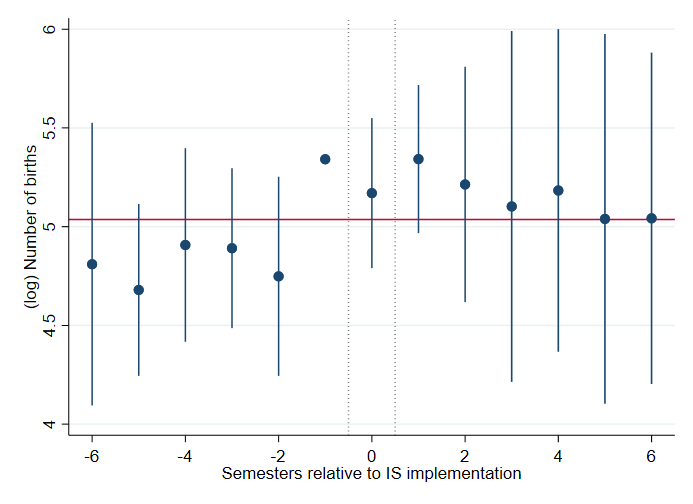 (log) Number of births
6
5.5
5
4.5
4
-6 -4 -2 0 2 4 6
Semesters relative to IS implementation